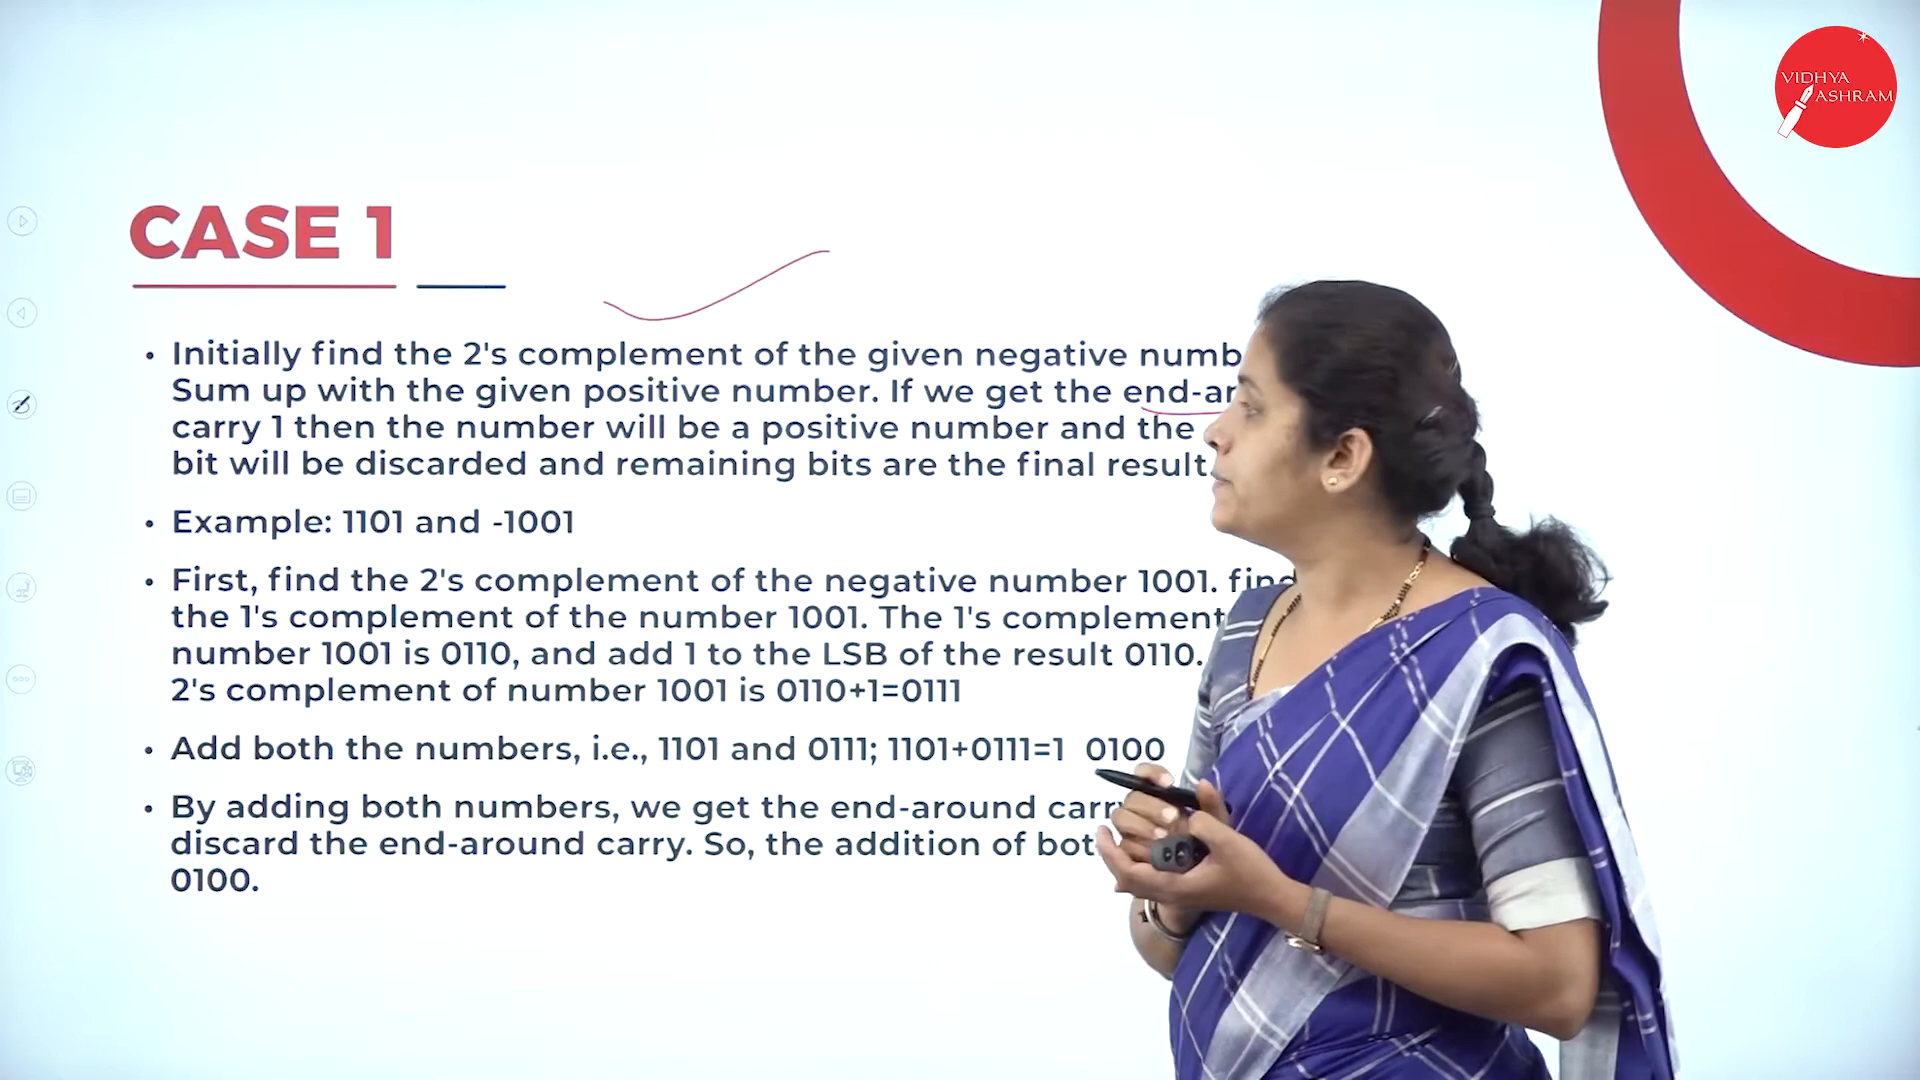 VIDHYA
ASHRAM
CASE 1
• Initially find the 2's complement of the given negative
Sum up with the given positive number. If we get the
carry 1 then the number will be a positive number and the
bit will be discarded and remaining bits are the final result.
• Example: 1101 and -1001
• First, find the 2's complement of the negative number 1001. find
the 1's complement of the number 1001. The 1's complement
number 1001 is 0110, and add 1 to the LSB of the result 0110.
2's complement of number 1001 is 0110+1=0111
• Add both the numbers, i.e., 1101 and 0111; 1101+0111=1 0100
• By adding both numbers, we get the end-around
discard the end-around carry. So, the addition of
0100.